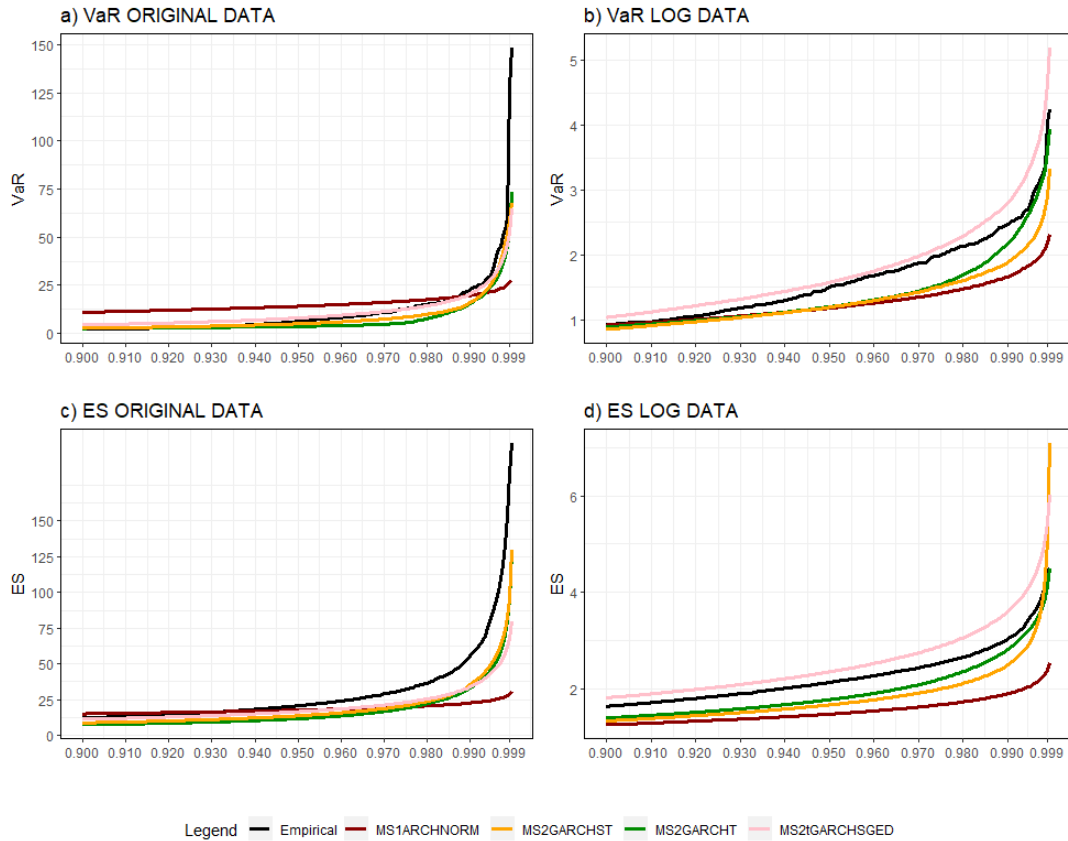 a) VaR ORIGINAL DATA
150
125
100
75
50
25
0
VaR
0.900 0.910 0.920 0.930 0.940 0.950 0.960 0.970 0.980 0.990 0.999
b) VaR LOG DATA
5
4
3
2
1
VaR
0.900 0.910 0.920 0.930 0.940 0.950 0.960 0.970 0.980 0.990 0.999
c) ES ORIGINAL DATA
150
125
100
75
50
25
0
ES
0.900 0.910 0.920 0.930 0.940 0.950 0.960 0.970 0.980 0.990 0.999
d) ES LOG DATA
6
4
2
ES
0.900 0.910 0.920 0.930 0.940 0.950 0.960 0.970 0.980 0.990 0.999
Legend Empirical MS1ARCHNORM MS2GARCHST MS2GARCHT MS2tGARCHSGED